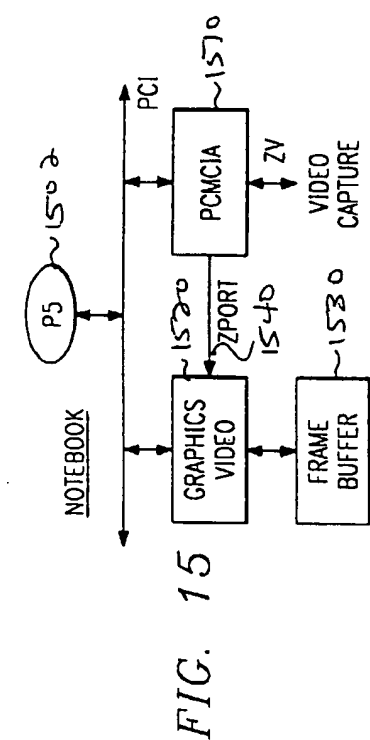 NOTEBOOK
P5
1502
PCI
GRAPHICS
VIDEO
1520
ZPORT
1540
PCMCIA
1510
ZV
VIDEO
CAPTURE
FRAME
BUFFER
1530
FIG. 15